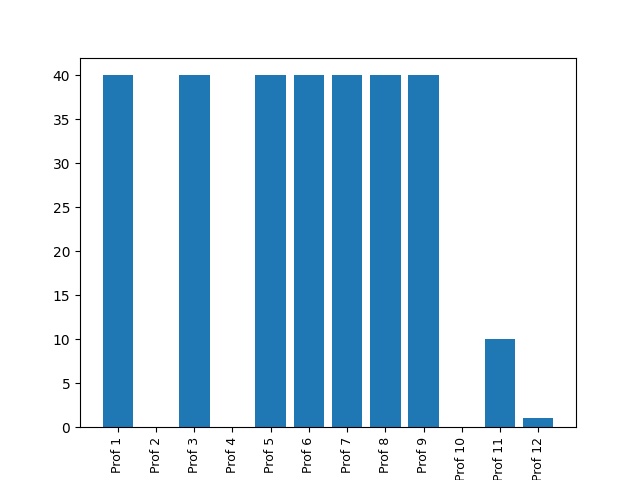 40
35
30
25
20
15
10
5
0
Prof 1
Prof 2
Prof 3
Prof 4
Prof 5
Prof 6
Prof 7
Prof 8
Prof 9
Prof 10
Prof 11
Prof 12